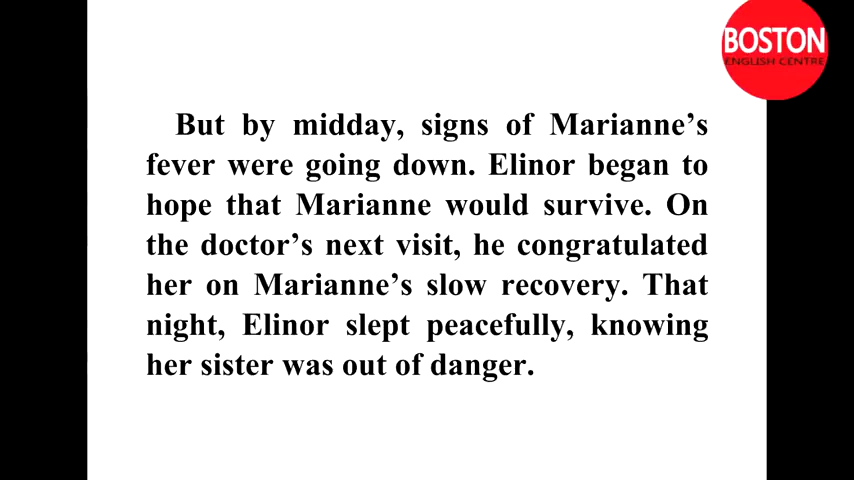 BOSTON
ENGLISH CENTRE
But by midday, signs of Marianne’s
fever were going down. Elinor began to
hope that Marianne would survive. On
the doctor’s next visit, he congratulated
her on Marianne’s slow recovery. That
night, Elinor slept peacefully, knowing
her sister was out of danger.